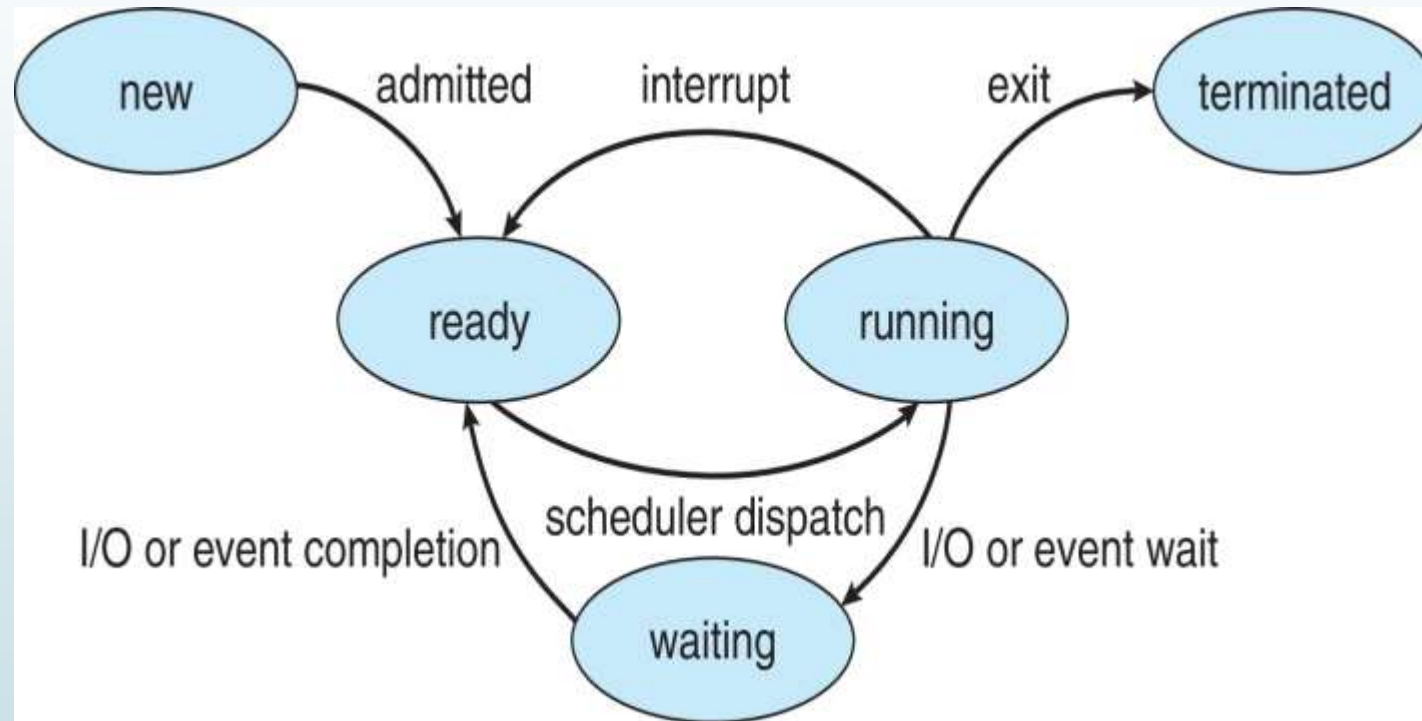 new
admitted
interrupt
exit
terminated
ready
running
scheduler dispatch
I/O or event completion
I/O or event wait
waiting